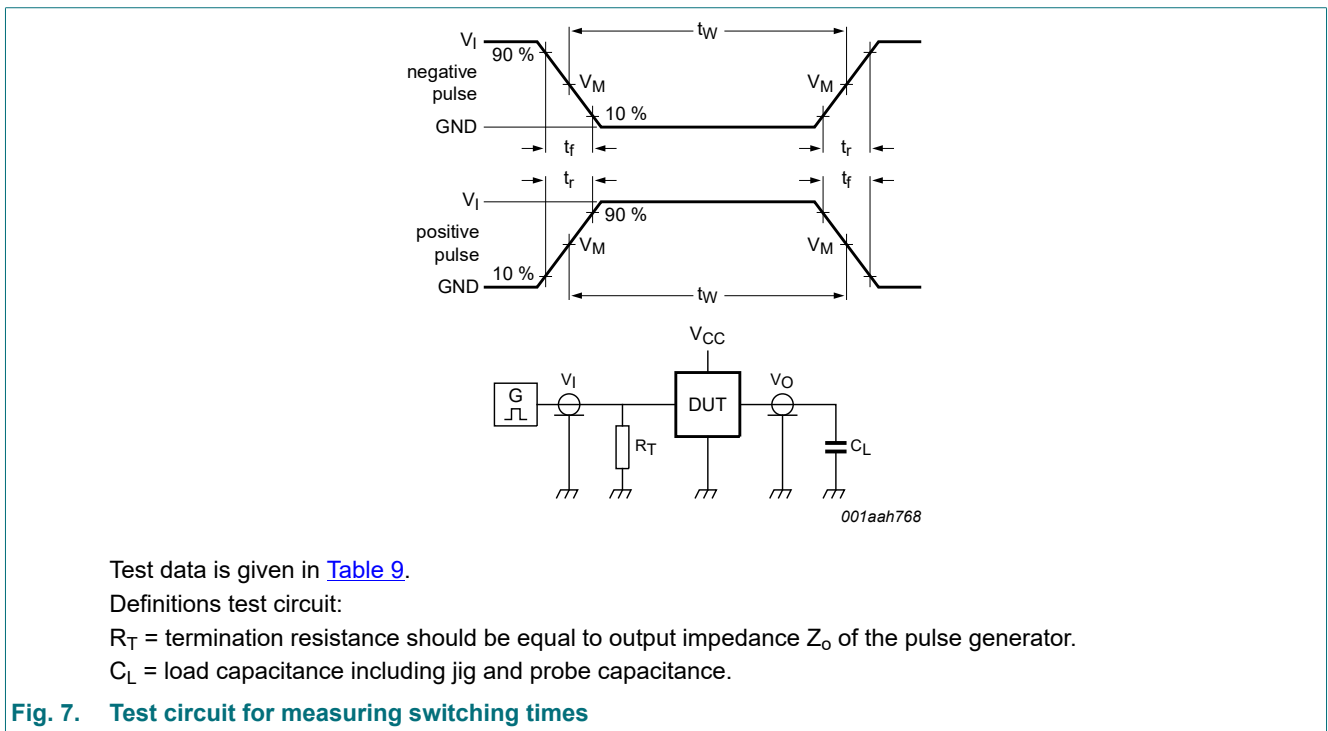 V_I
t_W
90 %
negative
pulse
V_M
V_M
10 %
GND
t_f
t_r
t_r
t_f
V_I
90 %
positive
pulse
V_M
V_M
10 %
GND
t_W
V_CC
G
V_I
DUT
V_O
R_T
C_L
001aah768
Test data is given in Table 9.
Definitions test circuit:
R_T = termination resistance should be equal to output impedance Z_o of the pulse generator.
C_L = load capacitance including jig and probe capacitance.
Fig. 7. Test circuit for measuring switching times